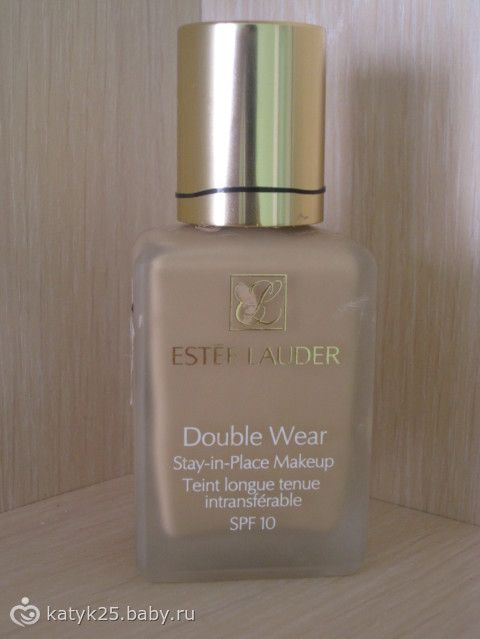 ESTĒE LAUDER
Double Wear
Stay-in-Place Makeup
Teint longue tenue
intransférable
SPF 10
katyk25.baby.ru